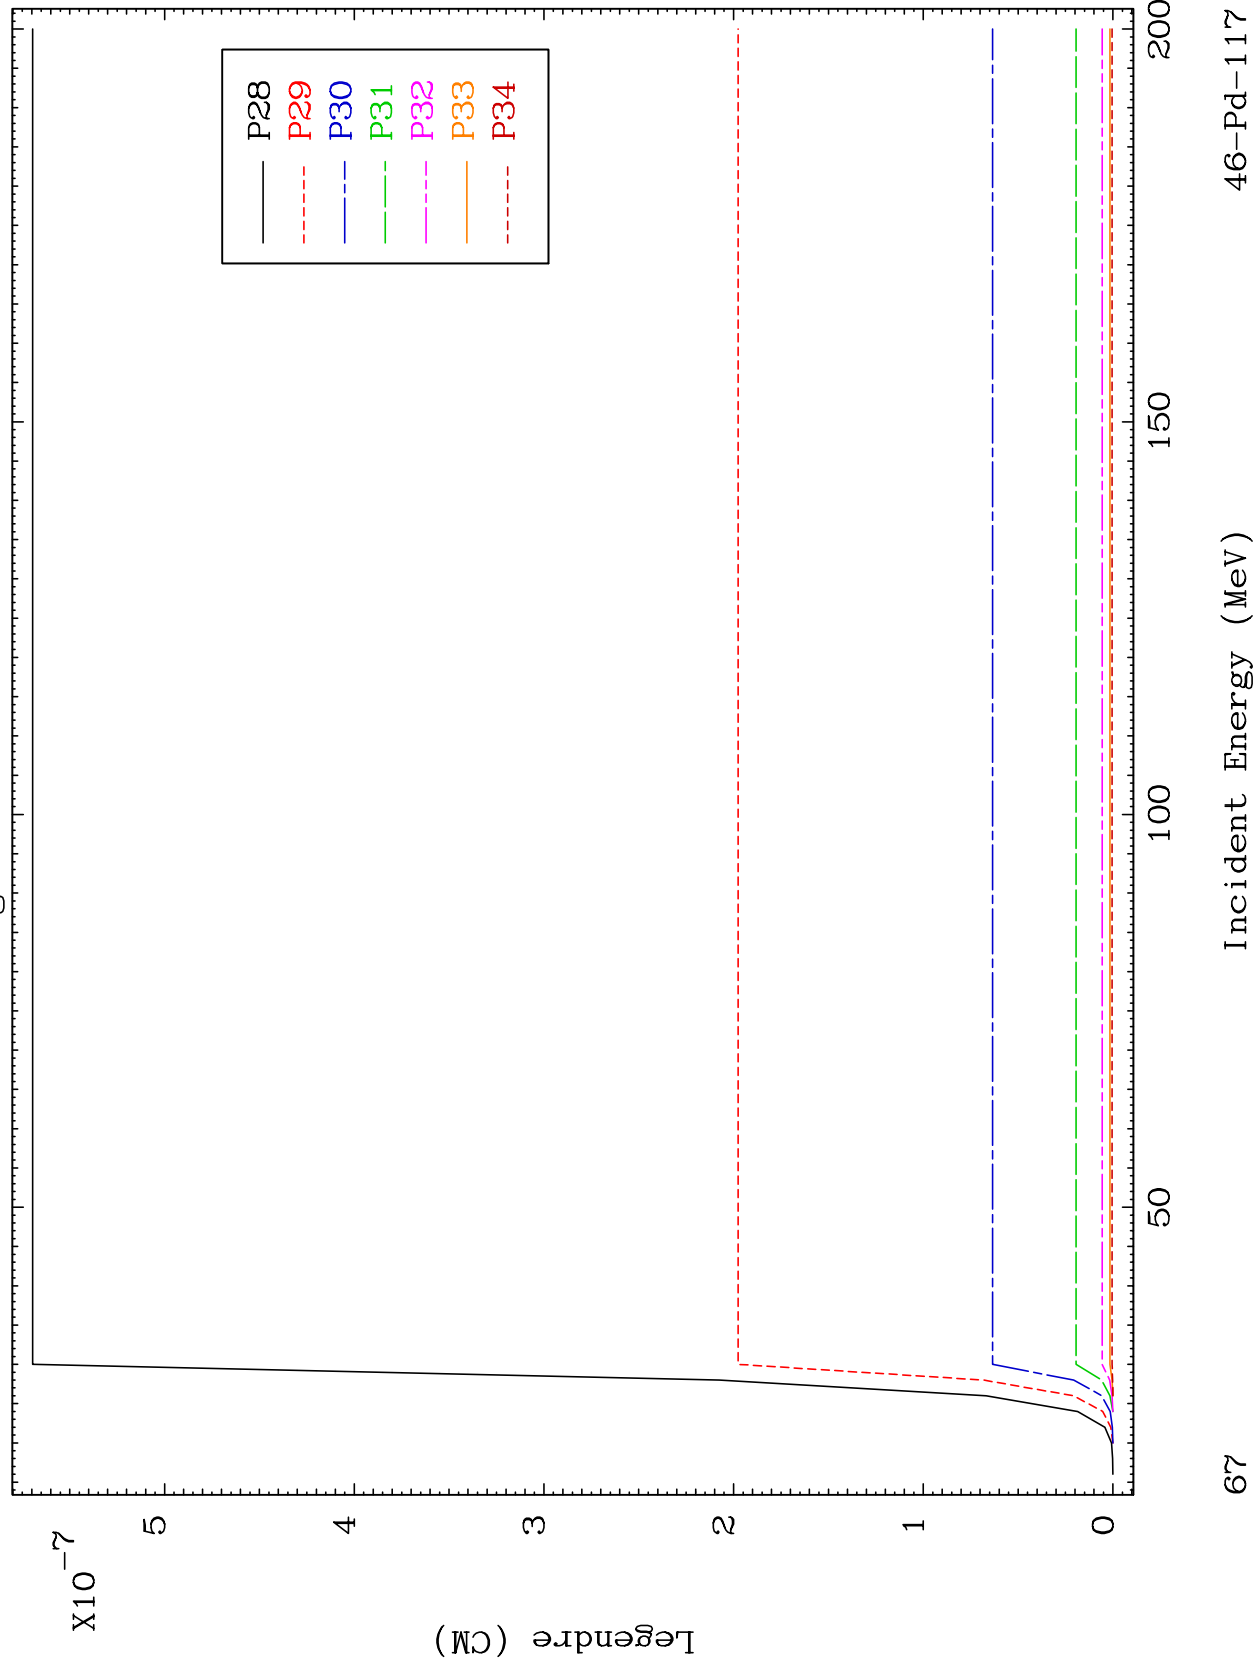 X10-7
5
4
3
2
1
0
Legendre (CM)
P28
P29
P30
P31
P32
P33
P34
50
100
150
200
Incident Energy (MeV)
67
46-Pd-117